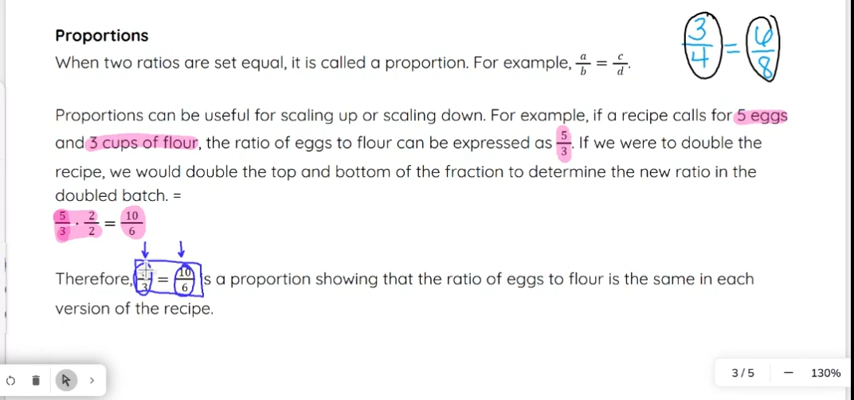 Proportions
When two ratios are set equal, it is called a proportion. For example, a/b = c/d.
3/4 = 6/8
Proportions can be useful for scaling up or scaling down. For example, if a recipe calls for 5 eggs
and 3 cups of flour, the ratio of eggs to flour can be expressed as 5/3. If we were to double the
recipe, we would double the top and bottom of the fraction to determine the new ratio in the
doubled batch. =
5/3 · 2/2 = 10/6
Therefore, /3 = 10/6 is a proportion showing that the ratio of eggs to flour is the same in each
version of the recipe.
3 / 5 − 130%